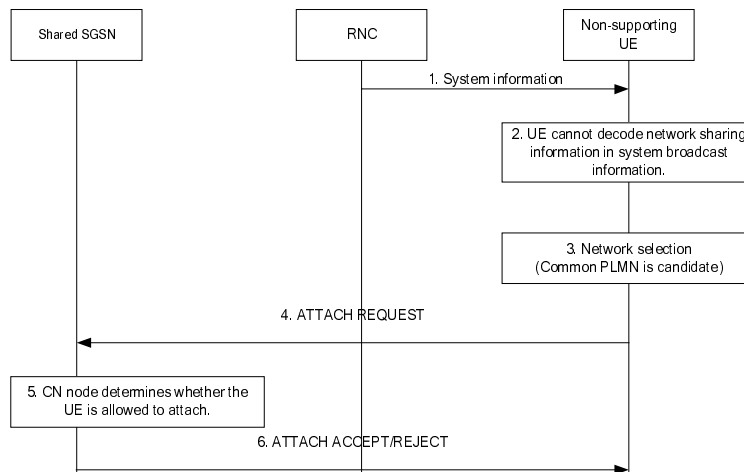 Shared SGSN
RNC
Non-supporting
UE
1. System information
2. UE cannot decode network sharing
information in system broadcast
information.
3. Network selection
(Common PLMN is candidate)
4. ATTACH REQUEST
5. CN node determines whether the
UE is allowed to attach.
6. ATTACH ACCEPT/REJECT